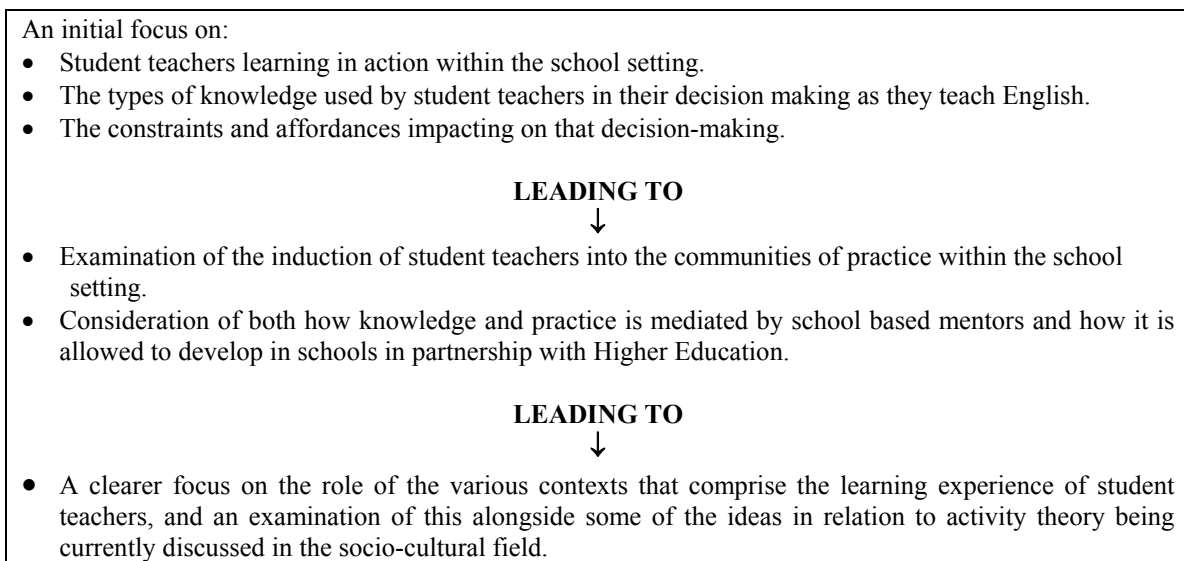 An initial focus on:
• Student teachers learning in action within the school setting.
• The types of knowledge used by student teachers in their decision making as they teach English.
• The constraints and affordances impacting on that decision-making.
LEADING TO
↓
• Examination of the induction of student teachers into the communities of practice within the school
setting.
• Consideration of both how knowledge and practice is mediated by school based mentors and how it is
allowed to develop in schools in partnership with Higher Education.
LEADING TO
↓
• A clearer focus on the role of the various contexts that comprise the learning experience of student
teachers, and an examination of this alongside some of the ideas in relation to activity theory being
currently discussed in the socio-cultural field.